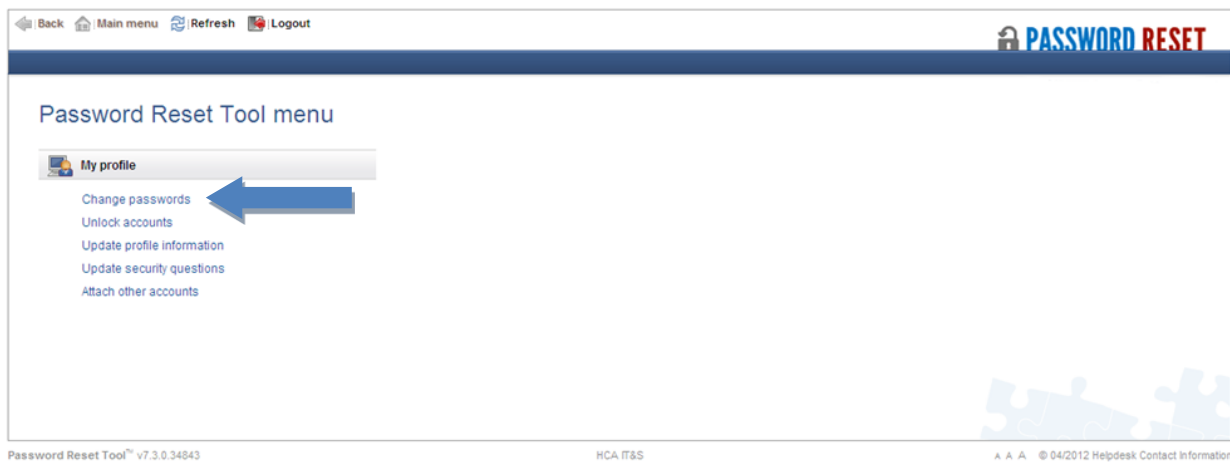 Back Main menu Refresh Logout
PASSWORD RESET
Password Reset Tool menu
My profile
Change passwords
Unlock accounts
Update profile information
Update security questions
Attach other accounts
Password Reset Tool™ v7.3.0.34843 HCA IT&S A A A © 04/2012 Helpdesk Contact Information